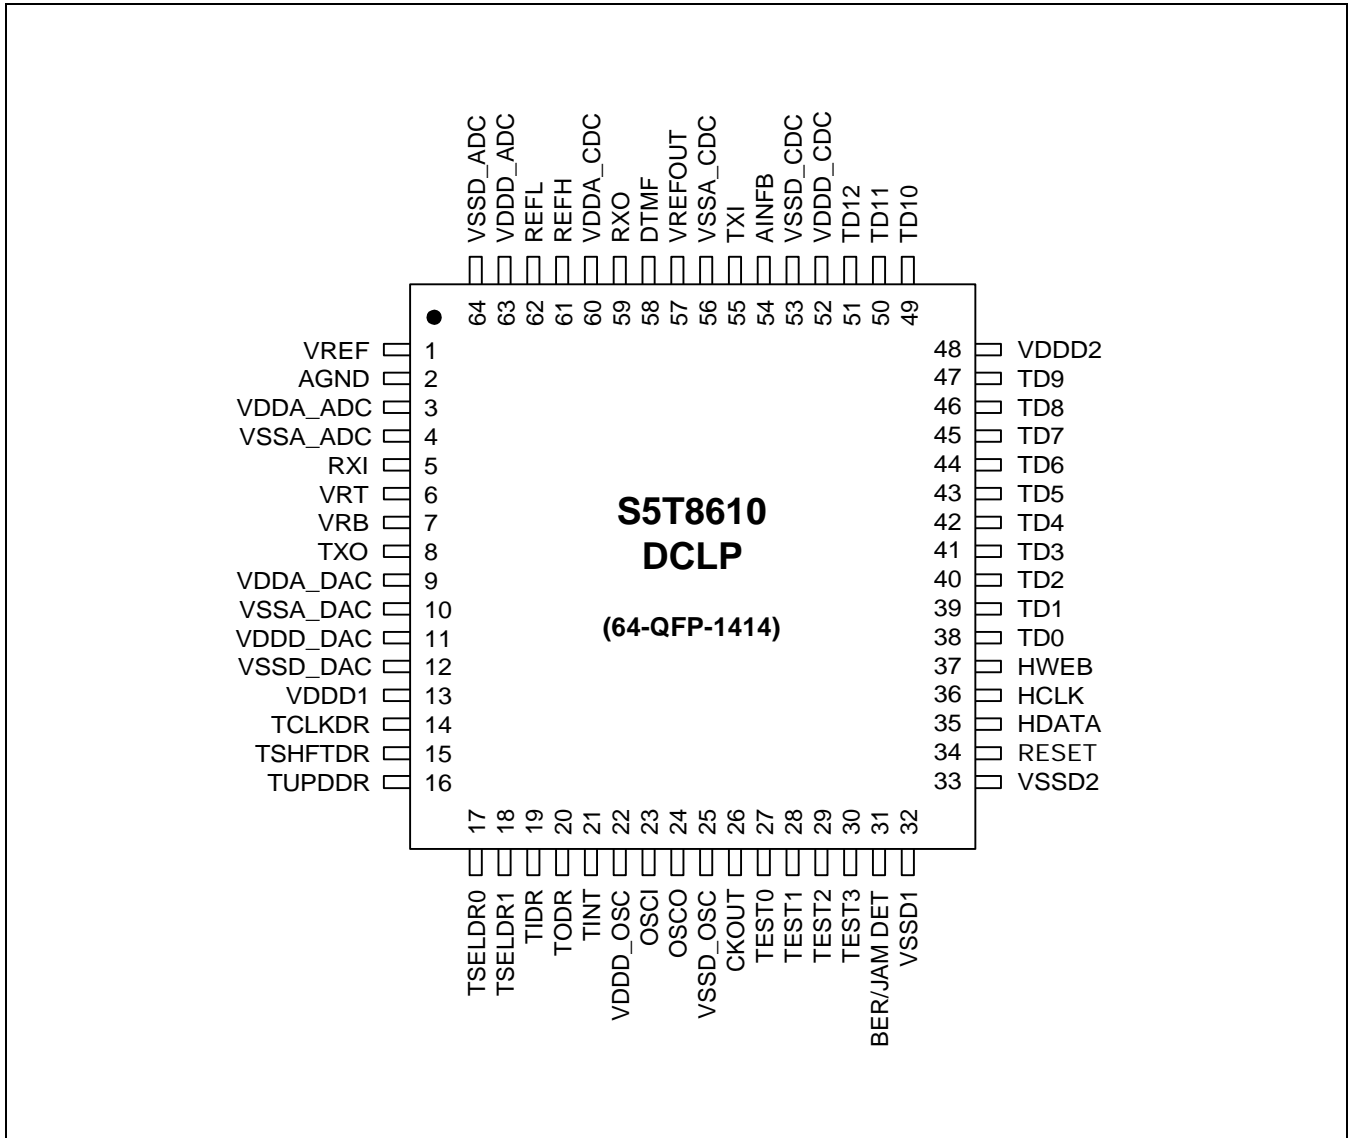 VSSD_ADC
VDDD_ADC
REFL
REFH
VDDA_CDC
RXO
DTMF
VREFOUT
VSSA_CDC
TXI
AINFB
VSSD_CDC
VDDD_CDC
TD12
TD11
TD10
64
63
62
61
60
59
58
57
56
55
54
53
52
51
50
49
VREF 1
AGND 2
VDDA_ADC 3
VSSA_ADC 4
RXI 5
VRT 6
VRB 7
TXO 8
VDDA_DAC 9
VSSA_DAC 10
VDDD_DAC 11
VSSD_DAC 12
VDDD1 13
TCLKDR 14
TSHFTDR 15
TUPDDR 16
S5T8610
DCLP
(64-QFP-1414)
48 VDDD2
47 TD9
46 TD8
45 TD7
44 TD6
43 TD5
42 TD4
41 TD3
40 TD2
39 TD1
38 TD0
37 HWEB
36 HCLK
35 HDATA
34 RESET
33 VSSD2
17
18
19
20
21
22
23
24
25
26
27
28
29
30
31
32
TSELDR0
TSELDR1
TIDR
TODR
TINT
VDDD_OSC
OSCI
OSCO
VSSD_OSC
CKOUT
TEST0
TEST1
TEST2
TEST3
BER/JAM DET
VSSD1